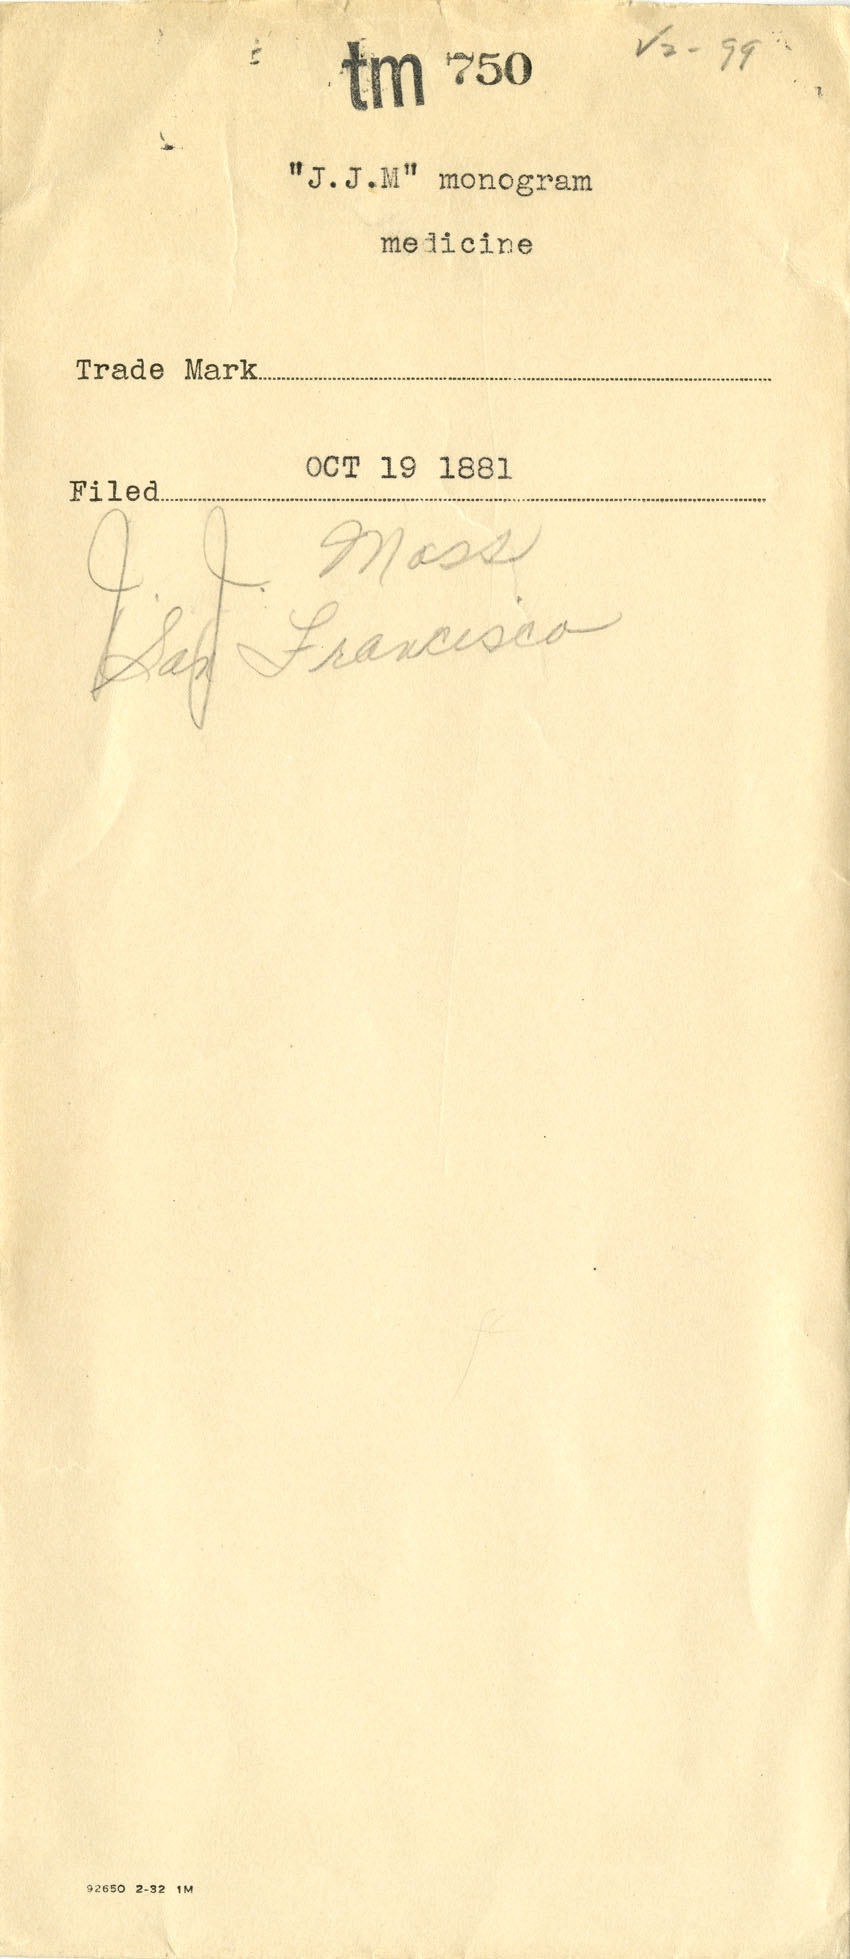 tm 750
V2-99
"J.J.M" monogram
medicine
Trade Mark
OCT 19 1881
Filed
J. J. Moss
San Francisco
92650 2-32 1M